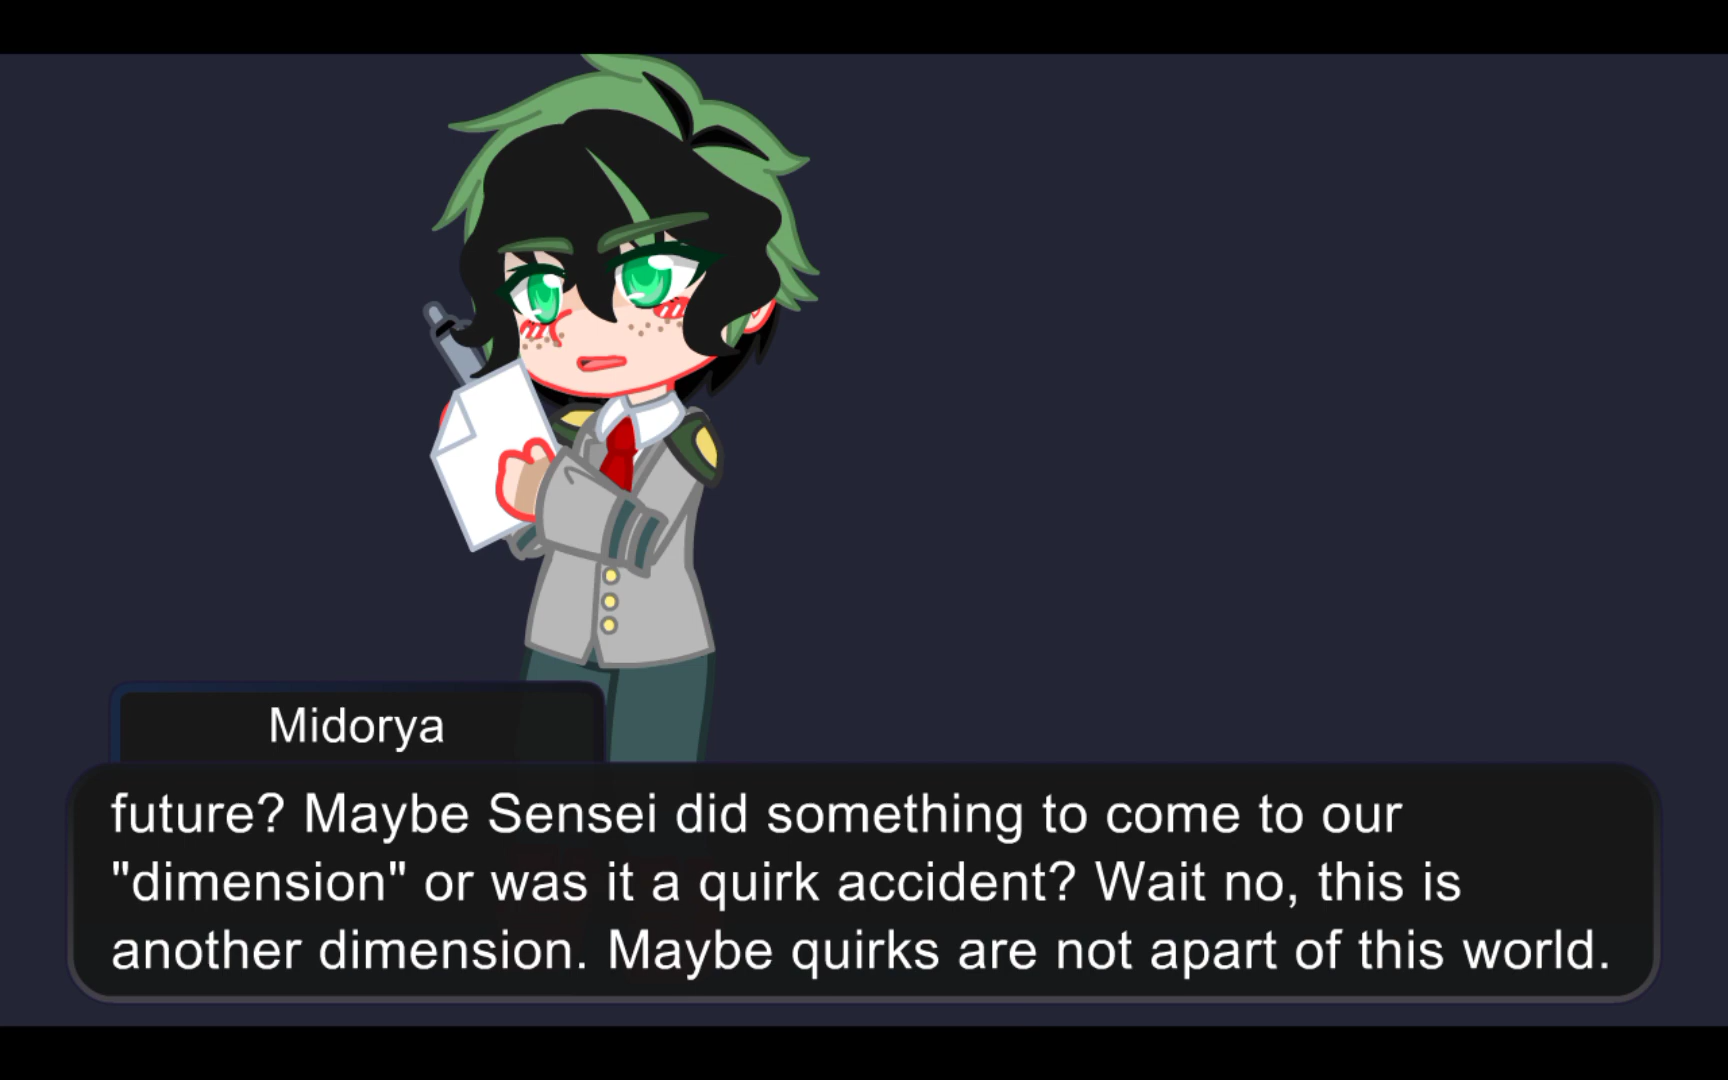 Midorya
future? Maybe Sensei did something to come to our
"dimension" or was it a quirk accident? Wait no, this is
another dimension. Maybe quirks are not apart of this world.